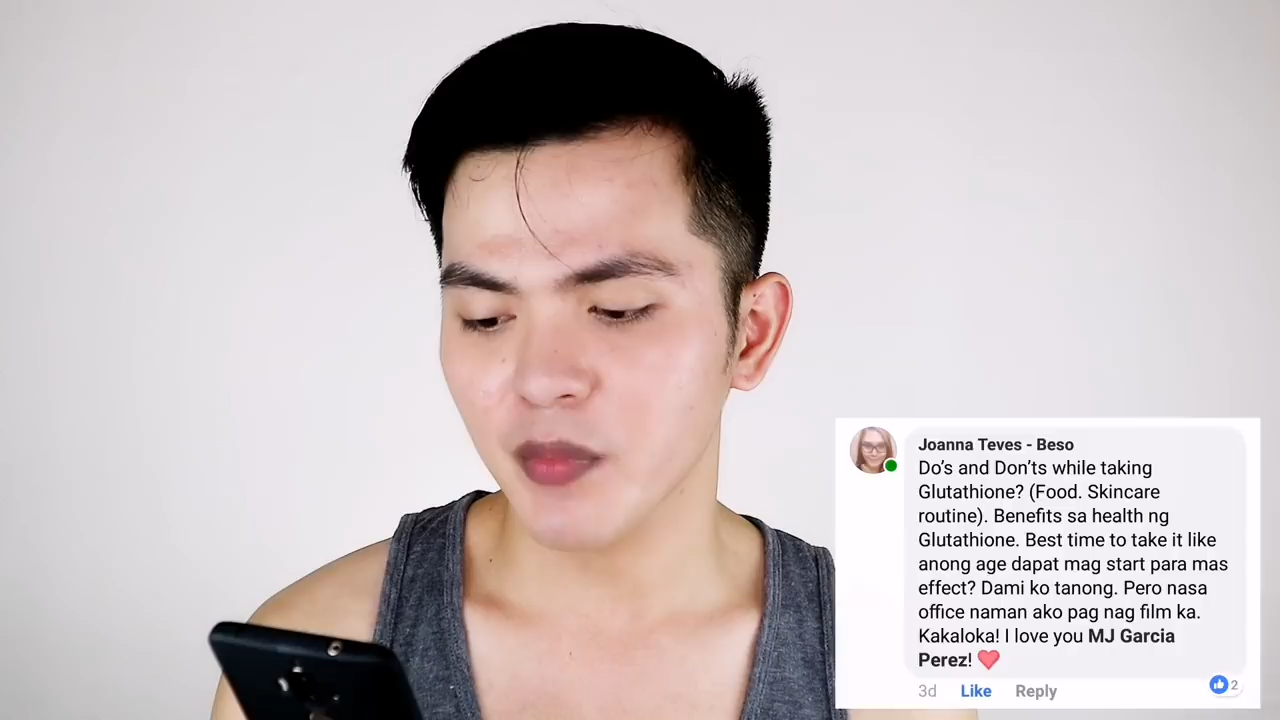 Joanna Teves - Beso
Do's and Don'ts while taking
Glutathione? (Food. Skincare
routine). Benefits sa health ng
Glutathione. Best time to take it like
anong age dapat mag start para mas
effect? Dami ko tanong. Pero nasa
office naman ako pag nag film ka.
Kakaloka! I love you MJ Garcia
Perez! ❤️
3d Like Reply 2